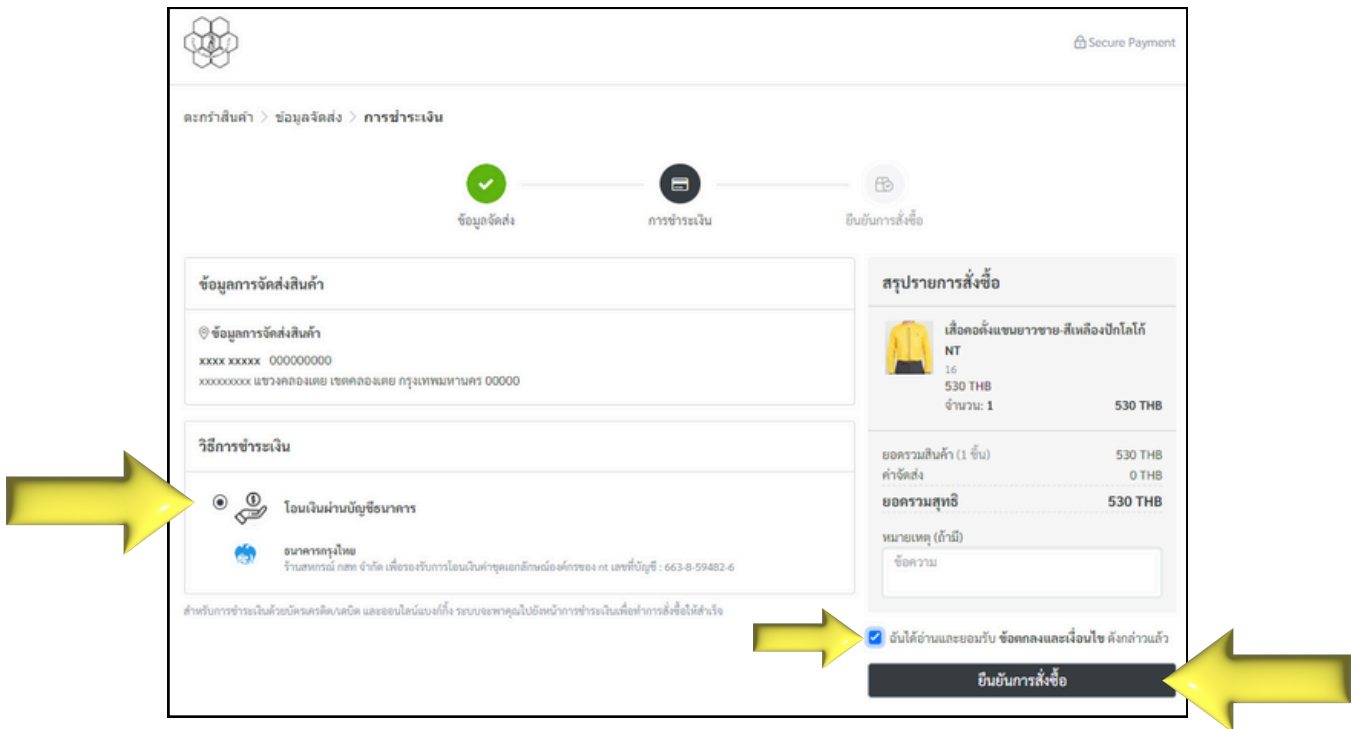 Secure Payment
ตะกร้าสินค้า > ข้อมูลจัดส่ง > การชำระเงิน
ข้อมูลจัดส่ง
การชำระเงิน
ยืนยันการสั่งซื้อ
ข้อมูลการจัดส่งสินค้า
ข้อมูลการจัดส่งสินค้า
xxxx xxxxx 000000000
xxxxxxxxx แขวงคลองเตย เขตคลองเตย กรุงเทพมหานคร 00000
วิธีการชำระเงิน
โอนเงินผ่านบัญชีธนาคาร
ธนาคารกรุงไทย
ร้านสหกรณ์ กสท จำกัด เพื่อรองรับการโอนเงินค่าชุดเอกลักษณ์องค์กรของ nt เลขที่บัญชี : 663-8-59482-6
สำหรับการชำระเงินด้วยบัตรเครดิต/เดบิต และออนไลน์แบงก์กิ้ง ระบบจะพาคุณไปยังหน้าการชำระเงินเพื่อทำการสั่งซื้อให้สำเร็จ
สรุปรายการสั่งซื้อ
เสื้อคอตั้งแขนยาวชาย-สีเหลืองปักโลโก้
NT
16
530 THB
จำนวน: 1 530 THB
ยอดรวมสินค้า (1 ชิ้น) 530 THB
ค่าจัดส่ง 0 THB
ยอดรวมสุทธิ 530 THB
หมายเหตุ (ถ้ามี)
ข้อความ
ฉันได้อ่านและยอมรับ ข้อตกลงและเงื่อนไข ดังกล่าวแล้ว
ยืนยันการสั่งซื้อ